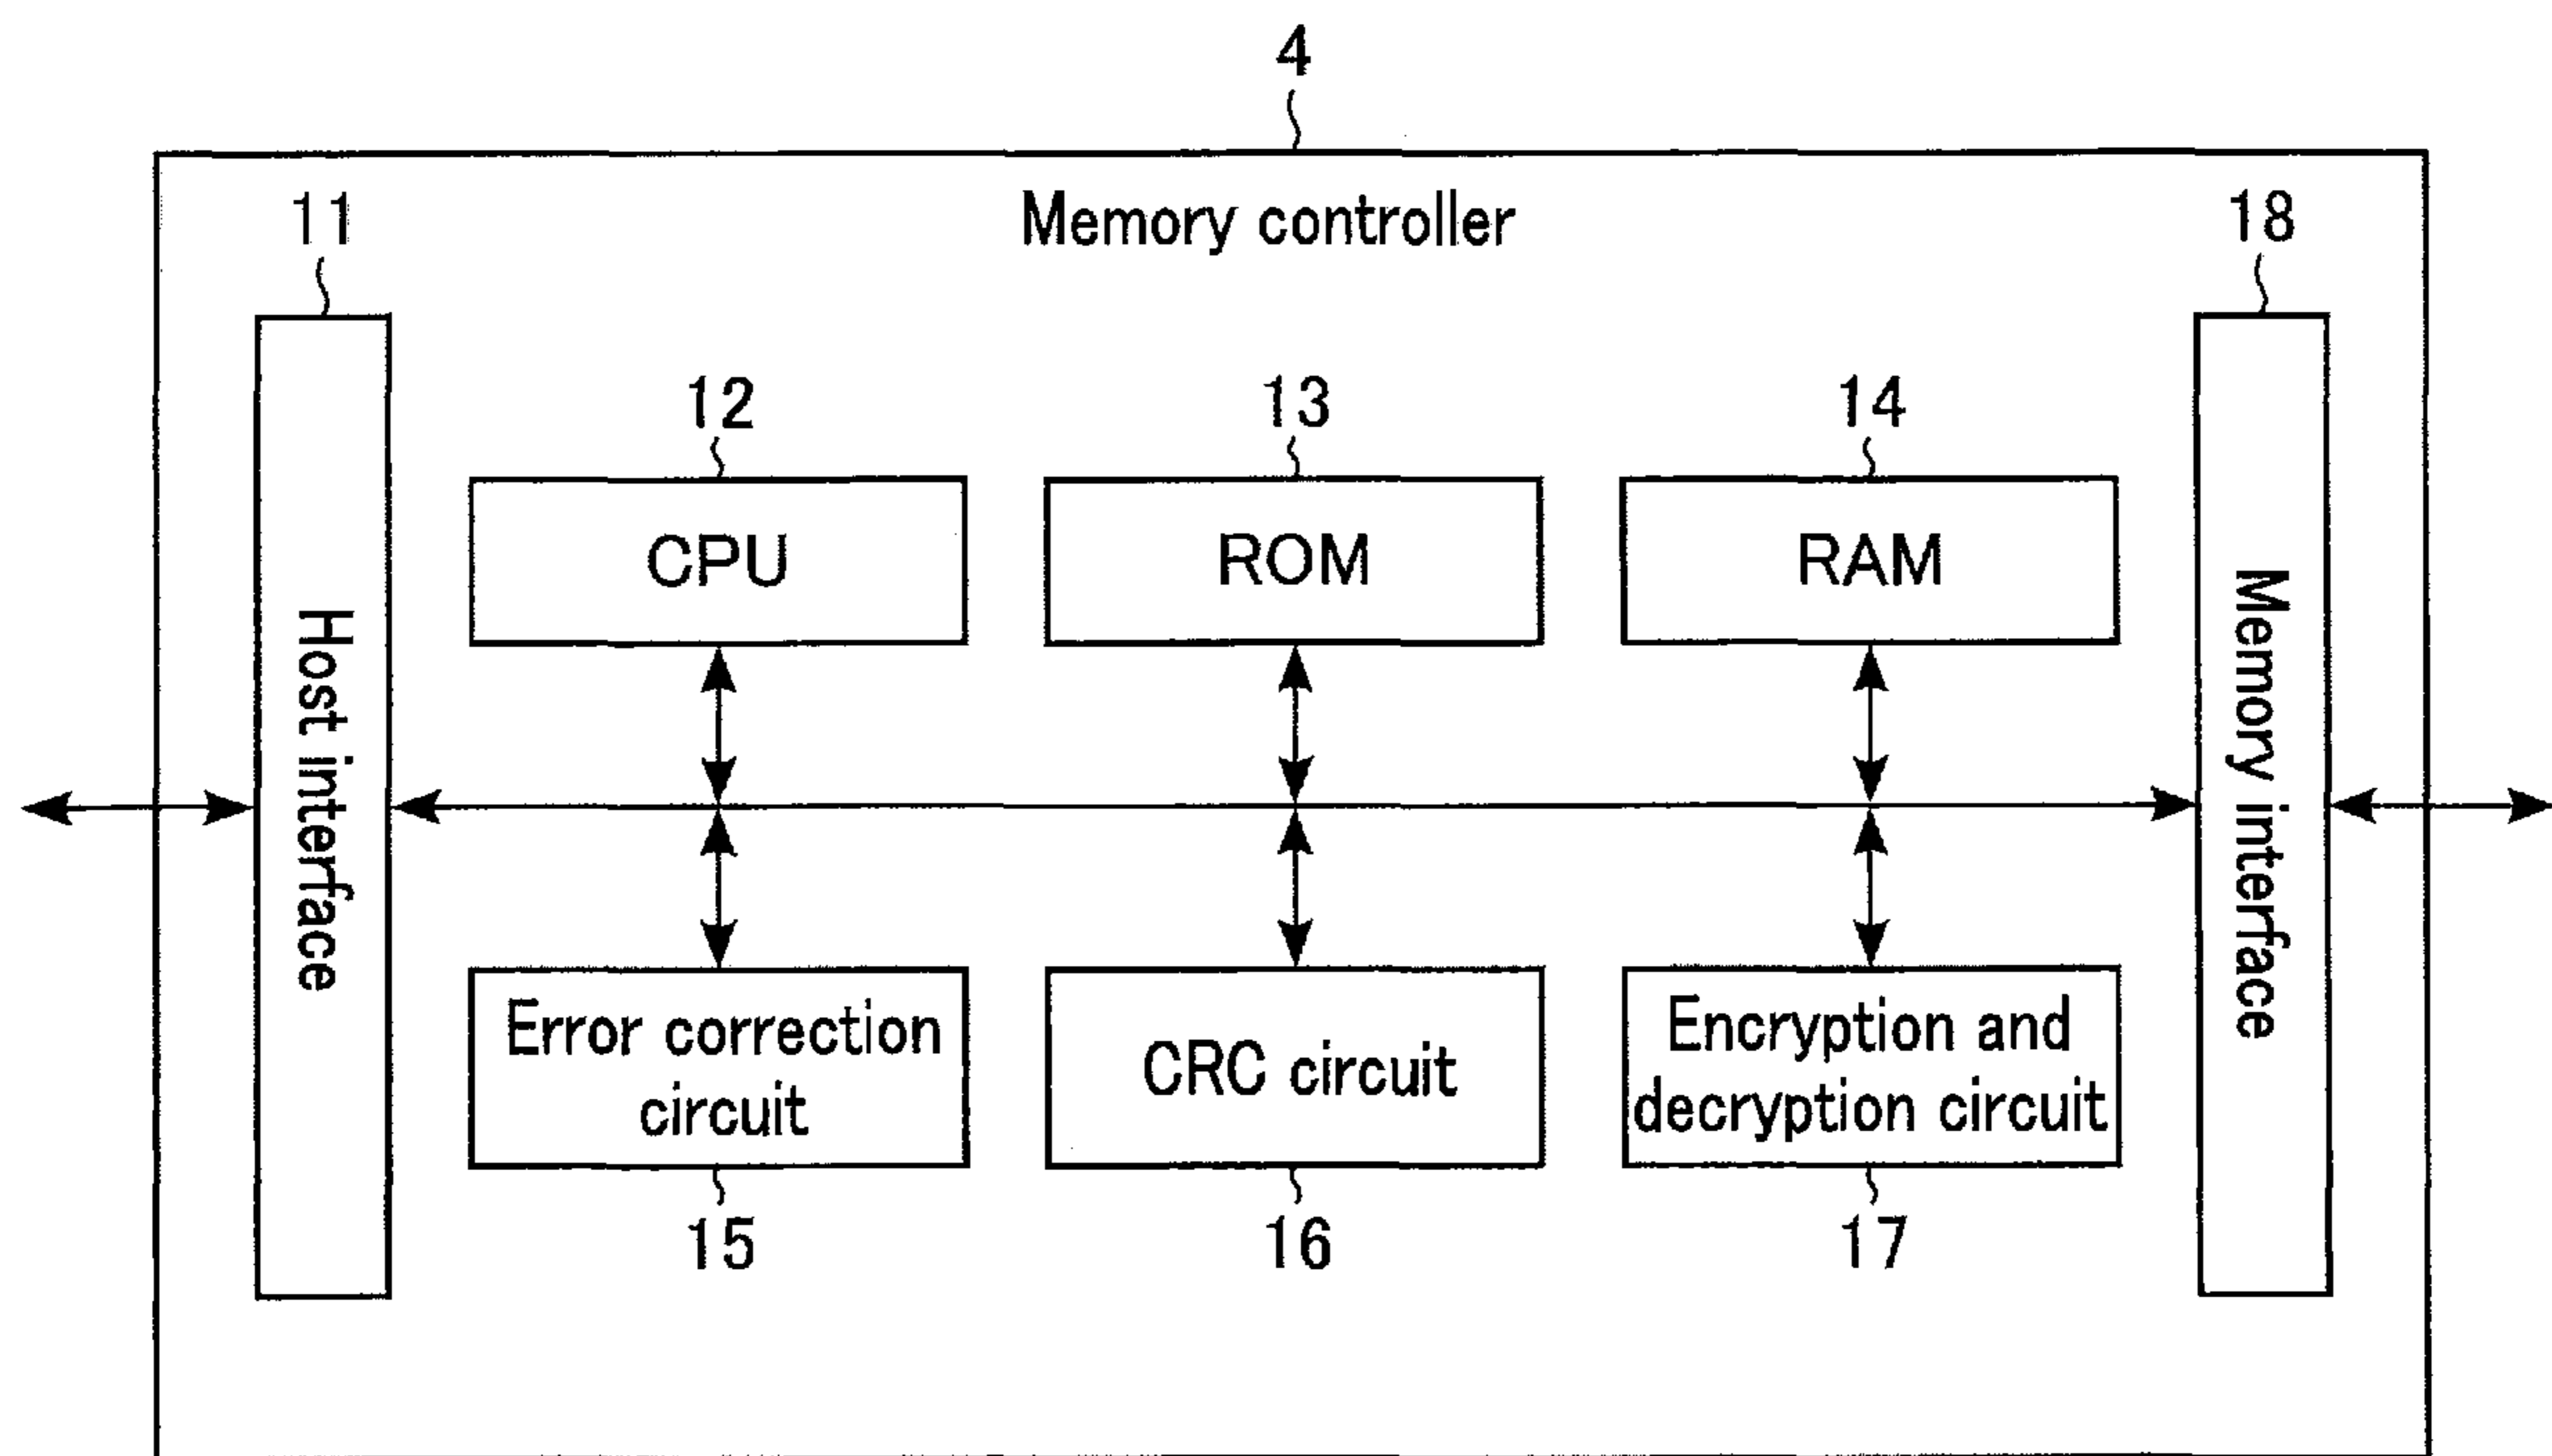 4
Memory controller
11
18
12
13
14
CPU
ROM
RAM
Host interface
Memory interface
Error correction
circuit
CRC circuit
Encryption and
decryption circuit
15
16
17